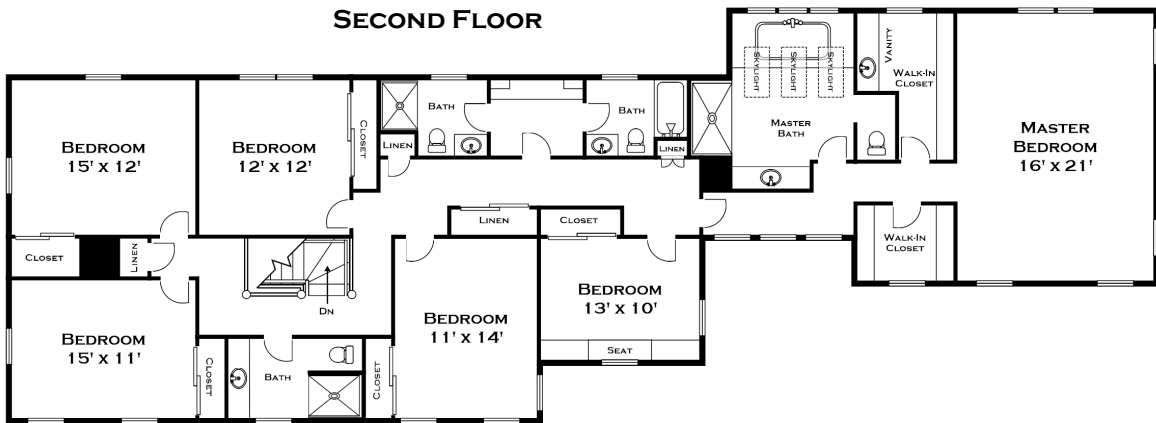 SECOND FLOOR
SKYLIGHT
SKYLIGHT
SKYLIGHT
VANITY
WALK-IN
CLOSET
MASTER
BATH
MASTER
BEDROOM
16' X 21'
BATH
BATH
LINEN
LINEN
CLOSET
BEDROOM
15' X 12'
BEDROOM
12' X 12'
LINEN
CLOSET
WALK-IN
CLOSET
CLOSET
LINEN
DN
BEDROOM
13' X 10'
BEDROOM
11' X 14'
BEDROOM
15' X 11'
SEAT
CLOSET
BATH
CLOSET